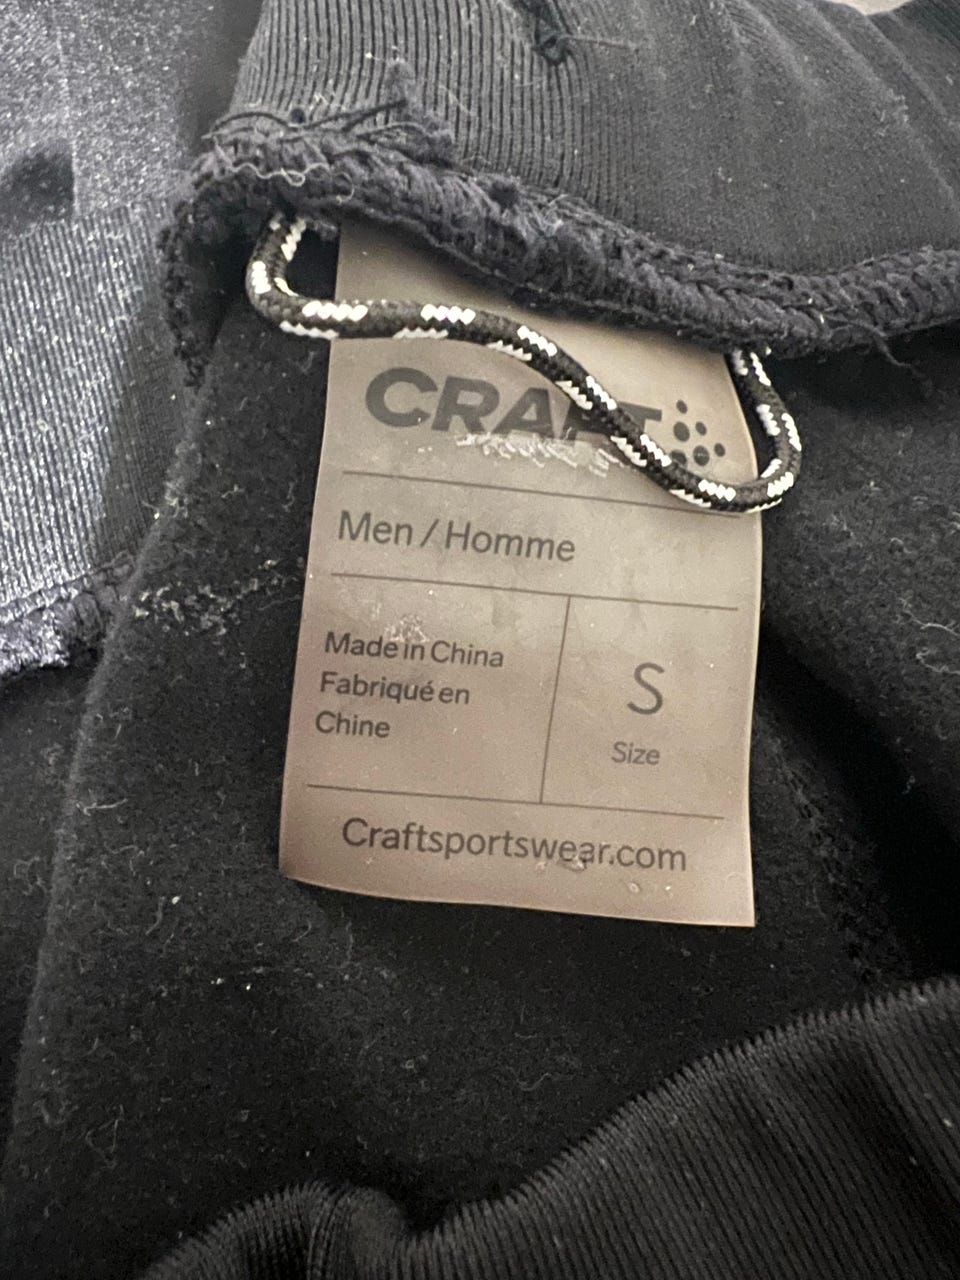 CRAFT
Men / Homme
Made in China
Fabriqué en
Chine
S
Size
Craftsportswear.com